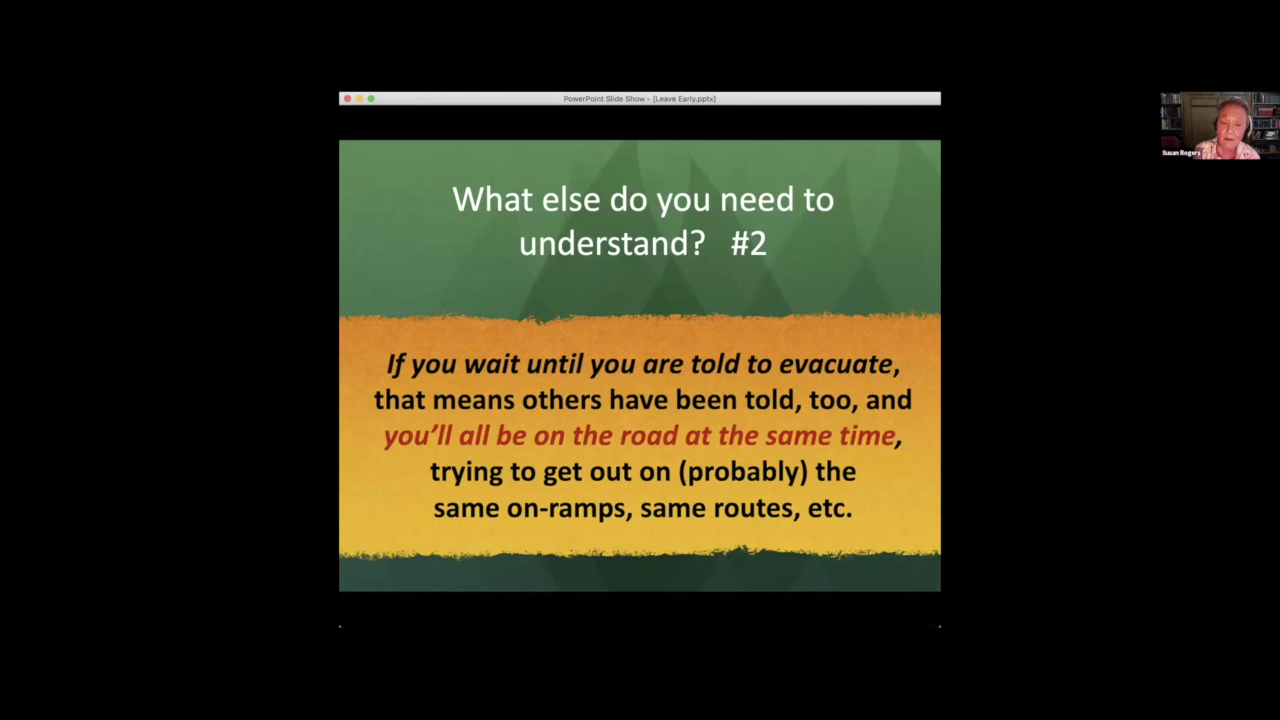 PowerPoint Slide Show - [Leave Early.pptx]
What else do you need to
understand? #2
If you wait until you are told to evacuate,
that means others have been told, too, and
you’ll all be on the road at the same time,
trying to get out on (probably) the
same on-ramps, same routes, etc.
Susan Rogers